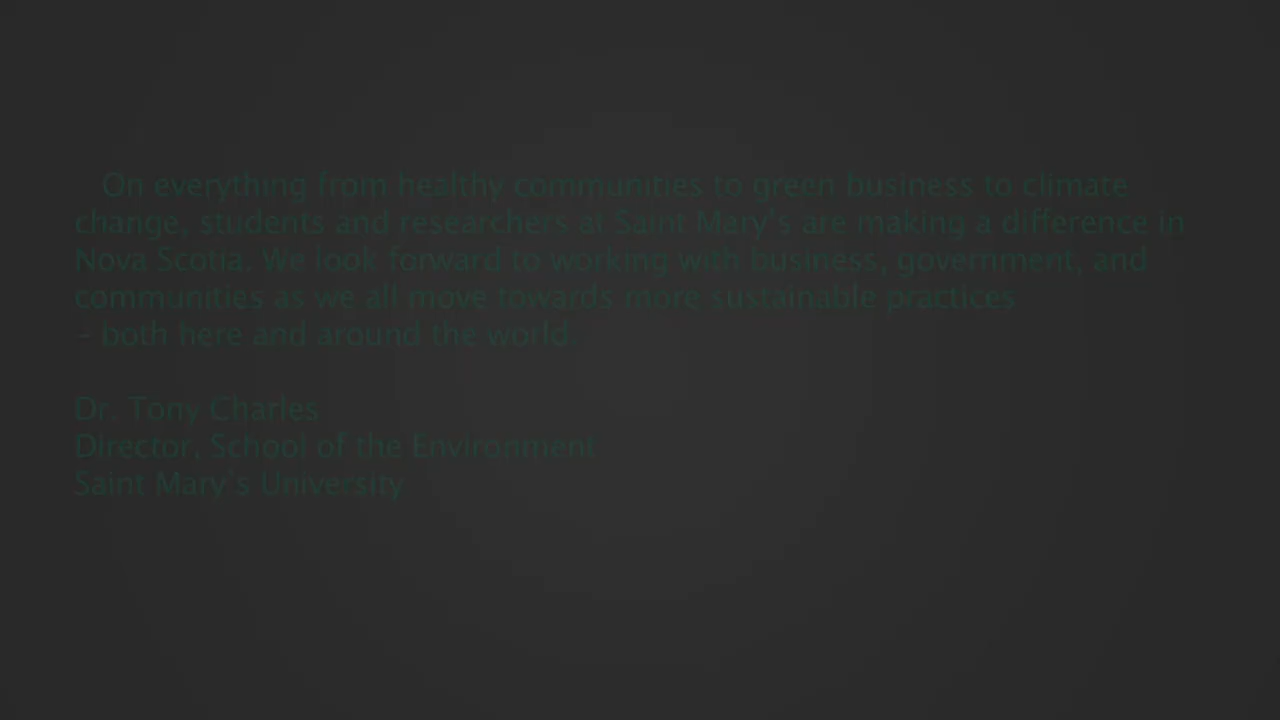 On everything from healthy communities to green business to climate
change, students and researchers at Saint Mary's are making a difference in
Nova Scotia. We look forward to working with business, government, and
communities as we all move towards more sustainable practices
- both here and around the world.
Dr. Tony Charles
Director, School of the Environment
Saint Mary's University